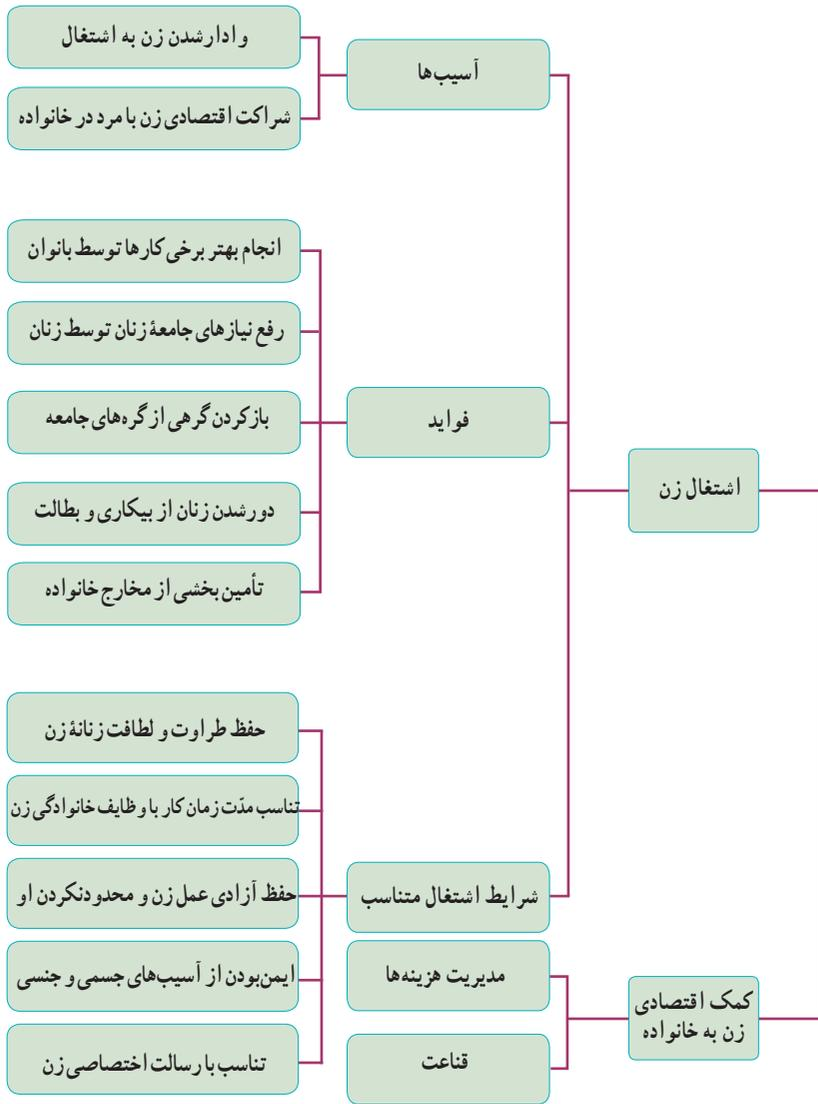 اشتغال زن
آسیب‌ها
وادارشدن زن به اشتغال
شراکت اقتصادی زن با مرد در خانواده
فواید
انجام بهتر برخی کارها توسط بانوان
رفع نیازهای جامعهٔ زنان توسط زنان
بازکردن گرهی از گره‌های جامعه
دورشدن زنان از بیکاری و بطالت
تأمین بخشی از مخارج خانواده
شرایط اشتغال متناسب
حفظ طراوت و لطافت زنانهٔ زن
تناسب مدّت زمان کار با وظایف خانوادگی زن
حفظ آزادی عمل زن و محدودنکردن او
ایمن‌بودن از آسیب‌های جسمی و جنسی
تناسب با رسالت اختصاصی زن
کمک اقتصادی
زن به خانواده
مدیریت هزینه‌ها
قناعت